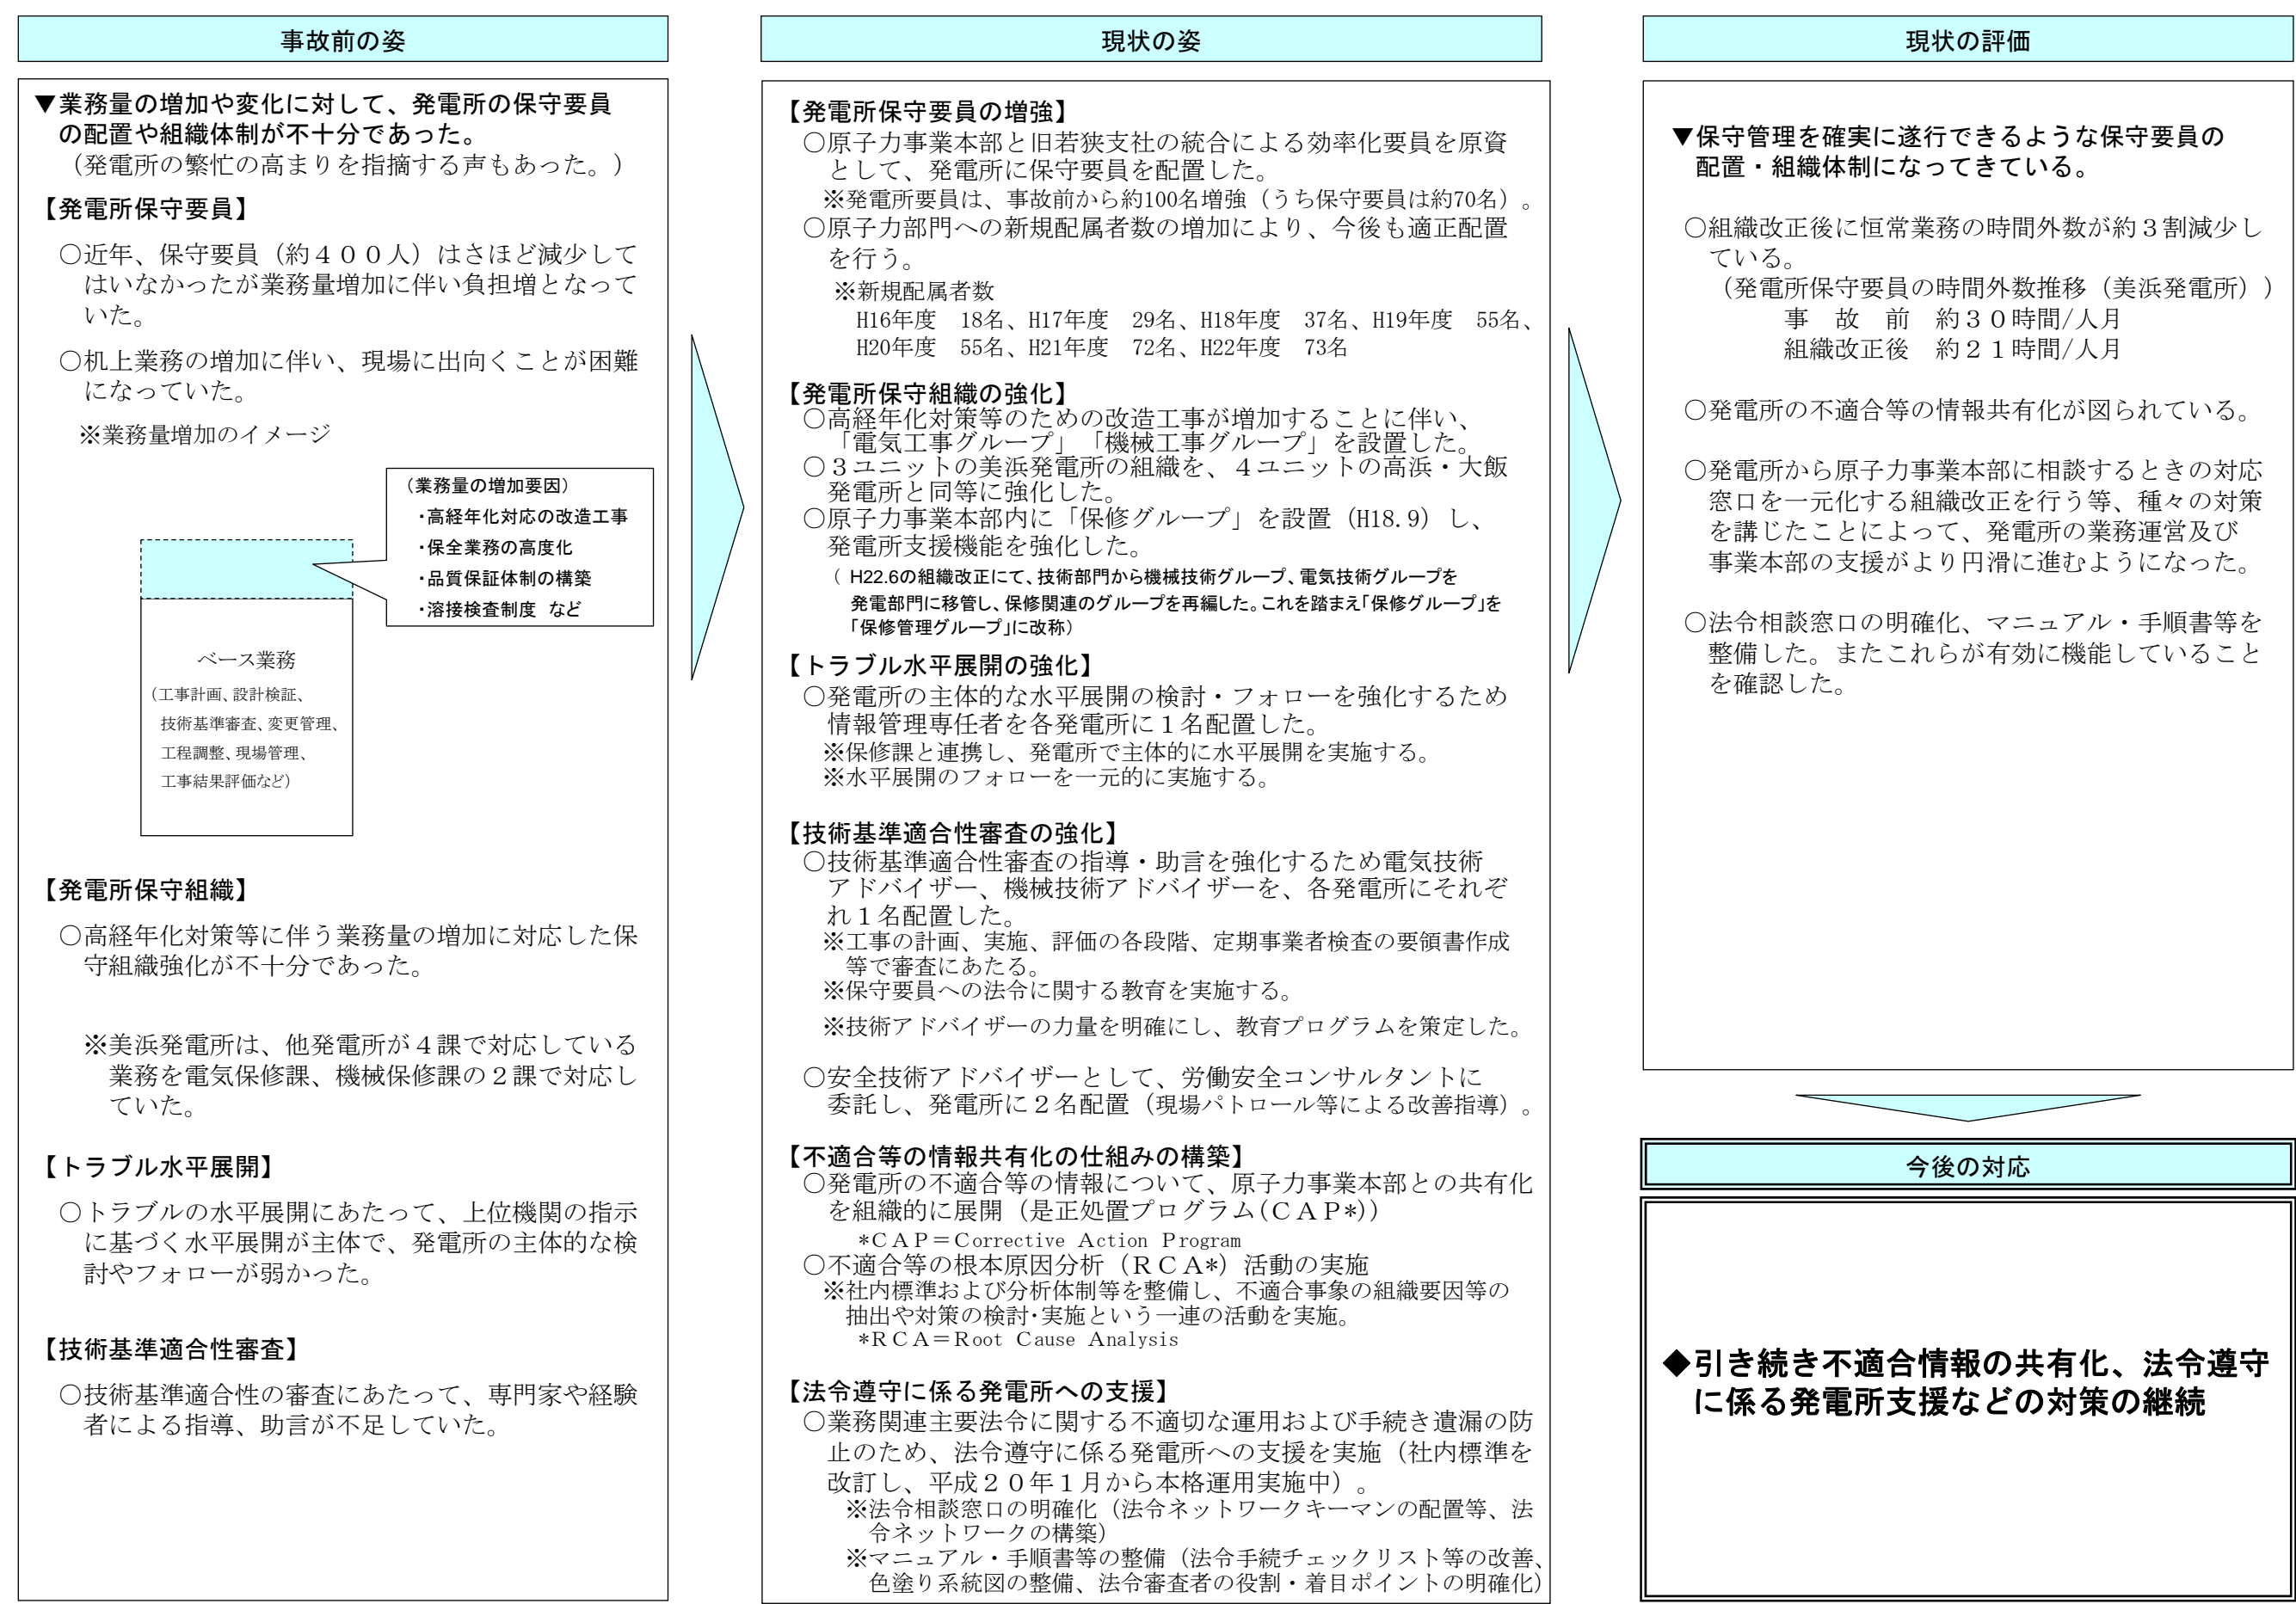 事故前の姿
▼業務量の増加や変化に対して、発電所の保守要員
の配置や組織体制が不十分であった。
（発電所の繁忙の高まりを指摘する声もあった。）
【発電所保守要員】
○近年、保守要員（約４００人）はさほど減少して
はいなかったが業務量増加に伴い負担増となって
いた。
○机上業務の増加に伴い、現場に出向くことが困難
になっていた。
※業務量増加のイメージ
（業務量の増加要因）
・高経年化対応の改造工事
・保全業務の高度化
・品質保証体制の構築
・溶接検査制度 など
ベース業務
（工事計画、設計検証、
技術基準審査、変更管理、
工程調整、現場管理、
工事結果評価など）
【発電所保守組織】
○高経年化対策等に伴う業務量の増加に対応した保
守組織強化が不十分であった。
※美浜発電所は、他発電所が４課で対応している
業務を電気保修課、機械保修課の２課で対応し
ていた。
【トラブル水平展開】
○トラブルの水平展開にあたって、上位機関の指示
に基づく水平展開が主体で、発電所の主体的な検
討やフォローが弱かった。
【技術基準適合性審査】
○技術基準適合性の審査にあたって、専門家や経験
者による指導、助言が不足していた。
現状の姿
【発電所保守要員の増強】
○原子力事業本部と旧若狭支社の統合による効率化要員を原資
として、発電所に保守要員を配置した。
※発電所要員は、事故前から約100名増強（うち保守要員は約70名）。
○原子力部門への新規配属者数の増加により、今後も適正配置
を行う。
※新規配属者数
H16年度　18名、H17年度　29名、H18年度　37名、H19年度　55名、
H20年度　55名、H21年度　72名、H22年度　73名
【発電所保守組織の強化】
○高経年化対策等のための改造工事が増加することに伴い、
「電気工事グループ」「機械工事グループ」を設置した。
○３ユニットの美浜発電所の組織を、４ユニットの高浜・大飯
発電所と同等に強化した。
○原子力事業本部内に「保修グループ」を設置（H18.9）し、
発電所支援機能を強化した。
（ H22.6の組織改正にて、技術部門から機械技術グループ、電気技術グループを
発電部門に移管し、保修関連のグループを再編した。これを踏まえ「保修グループ」を
「保修管理グループ」に改称）
【トラブル水平展開の強化】
○発電所の主体的な水平展開の検討・フォローを強化するため
情報管理専任者を各発電所に１名配置した。
※保修課と連携し、発電所で主体的に水平展開を実施する。
※水平展開のフォローを一元的に実施する。
【技術基準適合性審査の強化】
○技術基準適合性審査の指導・助言を強化するため電気技術
アドバイザー、機械技術アドバイザーを、各発電所にそれぞ
れ１名配置した。
※工事の計画、実施、評価の各段階、定期事業者検査の要領書作成
等で審査にあたる。
※保守要員への法令に関する教育を実施する。
※技術アドバイザーの力量を明確にし、教育プログラムを策定した。
○安全技術アドバイザーとして、労働安全コンサルタントに
委託し、発電所に２名配置（現場パトロール等による改善指導）。
【不適合等の情報共有化の仕組みの構築】
○発電所の不適合等の情報について、原子力事業本部との共有化
を組織的に展開（是正処置プログラム(ＣＡＰ*)）
*ＣＡＰ＝Corrective Action Program
○不適合等の根本原因分析（ＲＣＡ*）活動の実施
※社内標準および分析体制等を整備し、不適合事象の組織要因等の
抽出や対策の検討・実施という一連の活動を実施。
*ＲＣＡ＝Root Cause Analysis
【法令遵守に係る発電所への支援】
○業務関連主要法令に関する不適切な運用および手続き遺漏の防
止のため、法令遵守に係る発電所への支援を実施（社内標準を
改訂し、平成２０年１月から本格運用実施中）。
※法令相談窓口の明確化（法令ネットワークキーマンの配置等、法
令ネットワークの構築）
※マニュアル・手順書等の整備（法令手続チェックリスト等の改善、
色塗り系統図の整備、法令審査者の役割・着目ポイントの明確化）
現状の評価
▼保守管理を確実に遂行できるような保守要員の
配置・組織体制になってきている。
○組織改正後に恒常業務の時間外数が約３割減少し
ている。
（発電所保守要員の時間外数推移（美浜発電所））
事　故　前　約３０時間/人月
組織改正後　約２１時間/人月
○発電所の不適合等の情報共有化が図られている。
○発電所から原子力事業本部に相談するときの対応
窓口を一元化する組織改正を行う等、種々の対策
を講じたことによって、発電所の業務運営及び
事業本部の支援がより円滑に進むようになった。
○法令相談窓口の明確化、マニュアル・手順書等を
整備した。またこれらが有効に機能していること
を確認した。
今後の対応
◆引き続き不適合情報の共有化、法令遵守
に係る発電所支援などの対策の継続